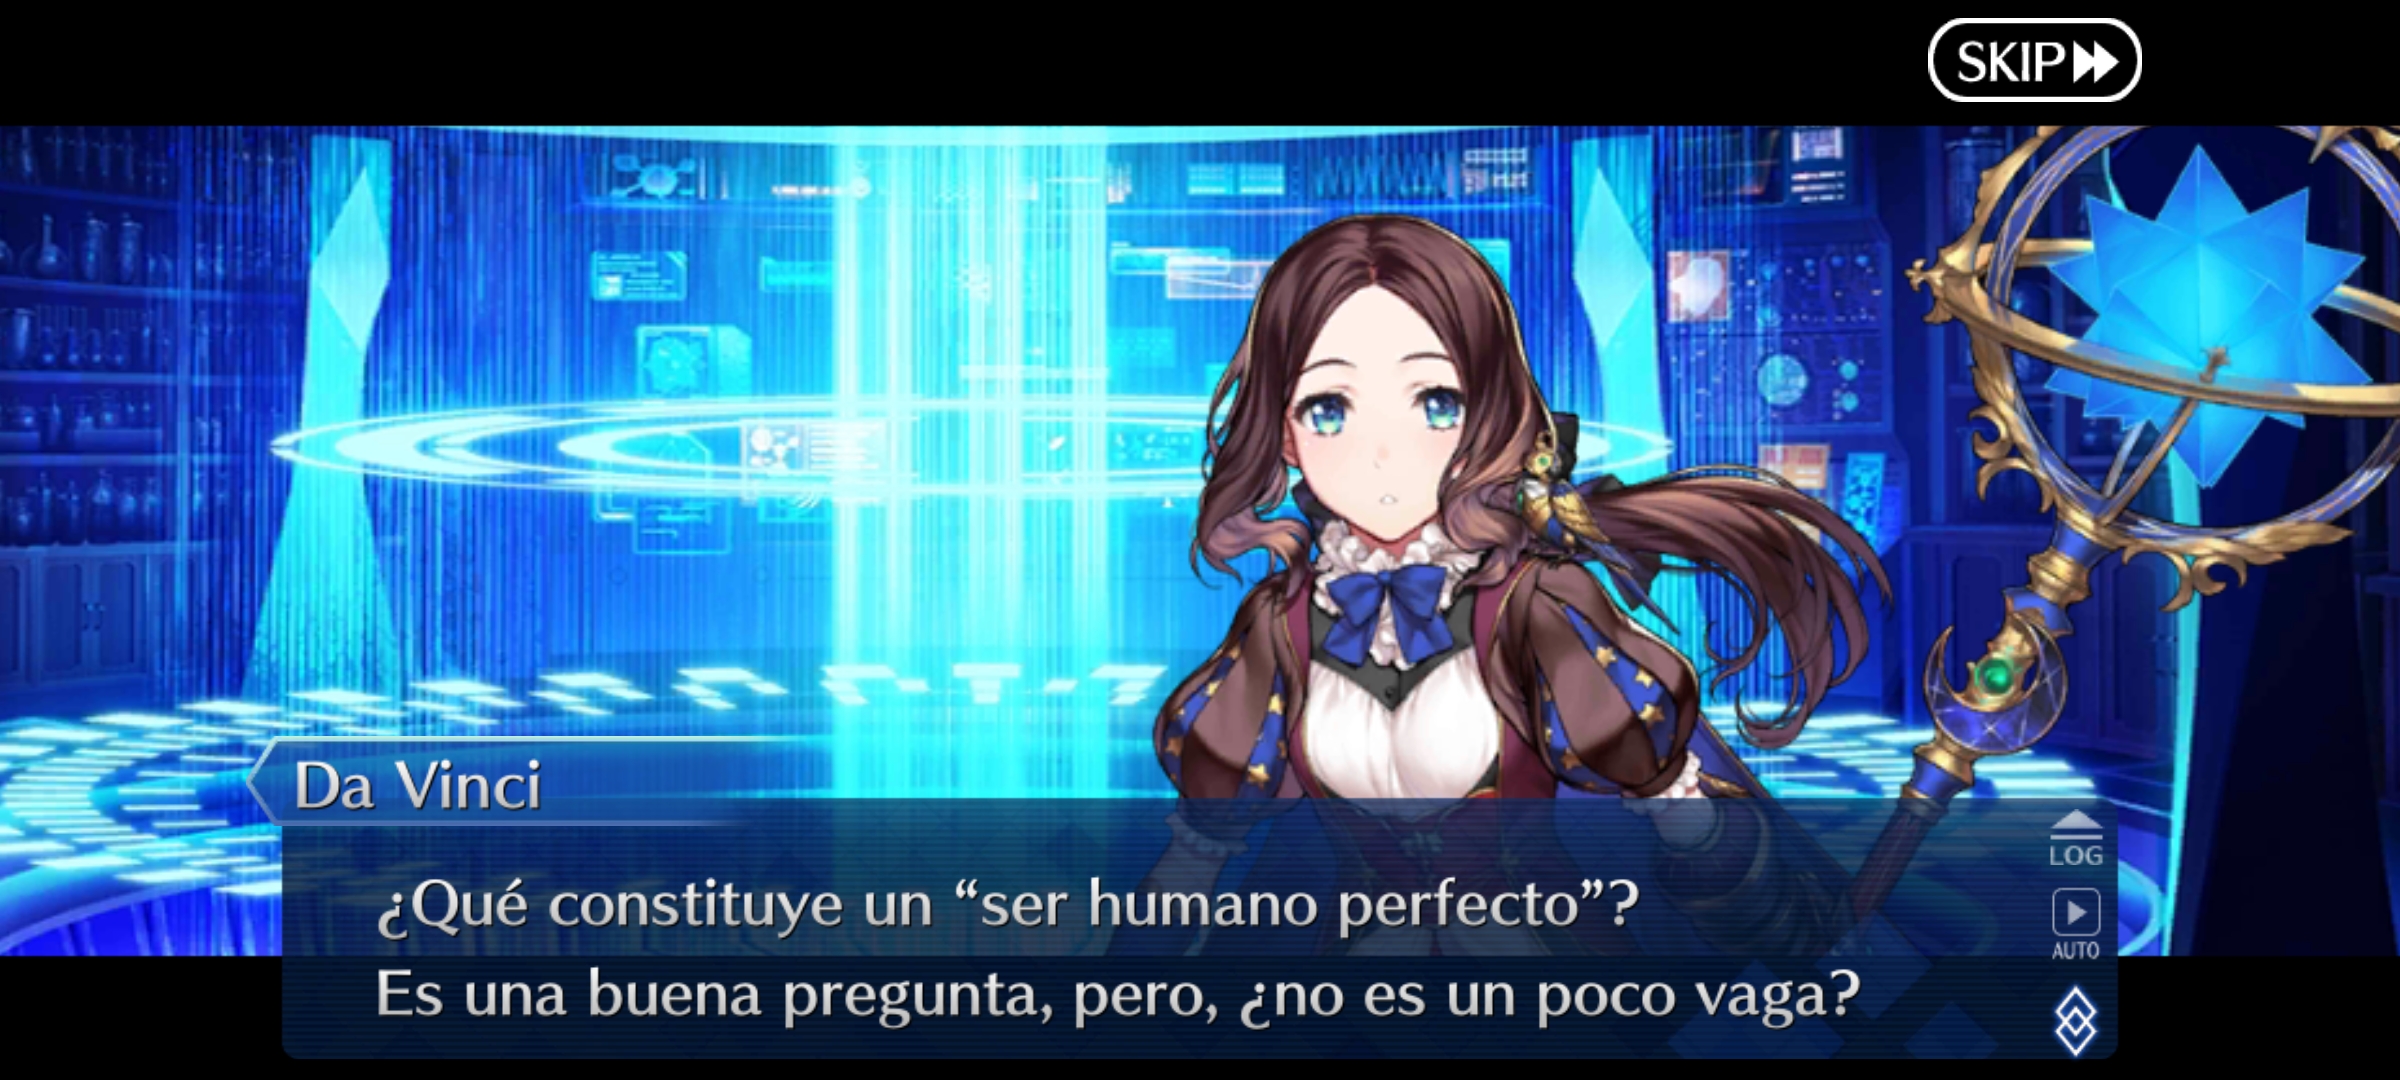 SKIP
Da Vinci
¿Qué constituye un “ser humano perfecto”?
Es una buena pregunta, pero, ¿no es un poco vaga?
LOG
AUTO